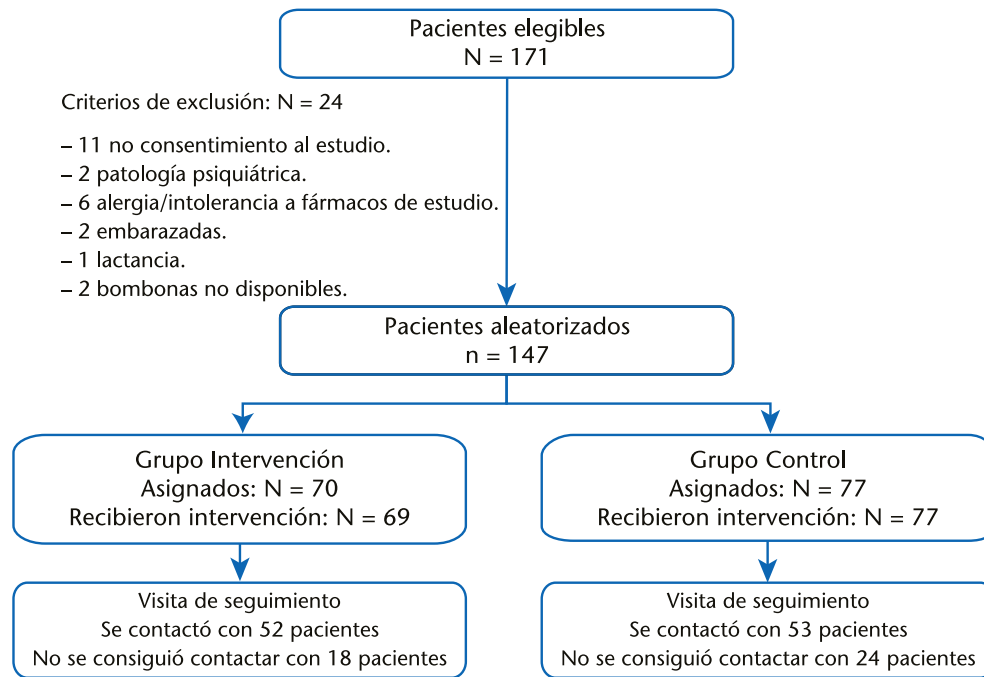 Pacientes elegibles
N = 171
Criterios de exclusión: N = 24
– 11 no consentimiento al estudio.
– 2 patología psiquiátrica.
– 6 alergia/intolerancia a fármacos de estudio.
– 2 embarazadas.
– 1 lactancia.
– 2 bombonas no disponibles.
Pacientes aleatorizados
n = 147
Grupo Intervención
Asignados: N = 70
Recibieron intervención: N = 69
Grupo Control
Asignados: N = 77
Recibieron intervención: N = 77
Visita de seguimiento
Se contactó con 52 pacientes
No se consiguió contactar con 18 pacientes
Visita de seguimiento
Se contactó con 53 pacientes
No se consiguió contactar con 24 pacientes